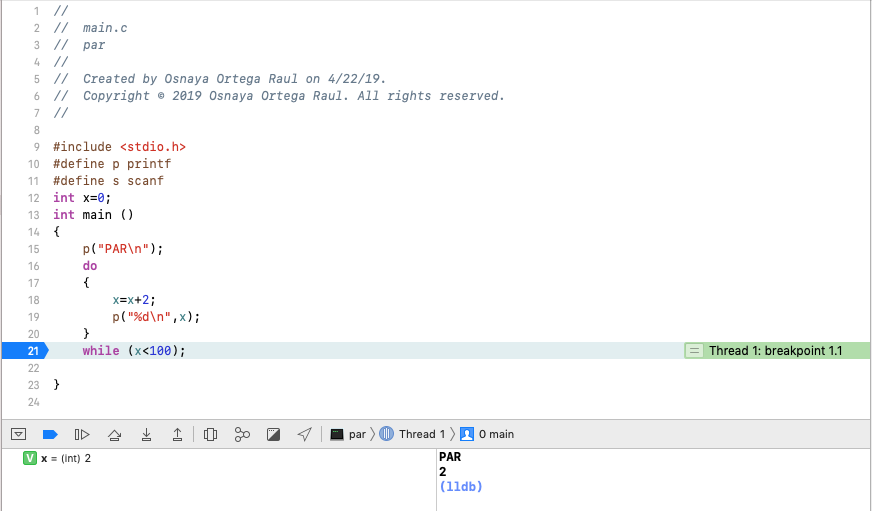 1 //
2 //  main.c
3 //  par
4 //
5 //  Created by Osnaya Ortega Raul on 4/22/19.
6 //  Copyright © 2019 Osnaya Ortega Raul. All rights reserved.
7 //
8
9 #include <stdio.h>
10 #define p printf
11 #define s scanf
12 int x=0;
13 int main ()
14 {
15     p("PAR\n");
16     do
17     {
18         x=x+2;
19         p("%d\n",x);
20     }
21     while (x<100); Thread 1: breakpoint 1.1
22
23 }
24
par 〉 Thread 1 〉 0 main
V x = (int) 2
PAR
2
(lldb)